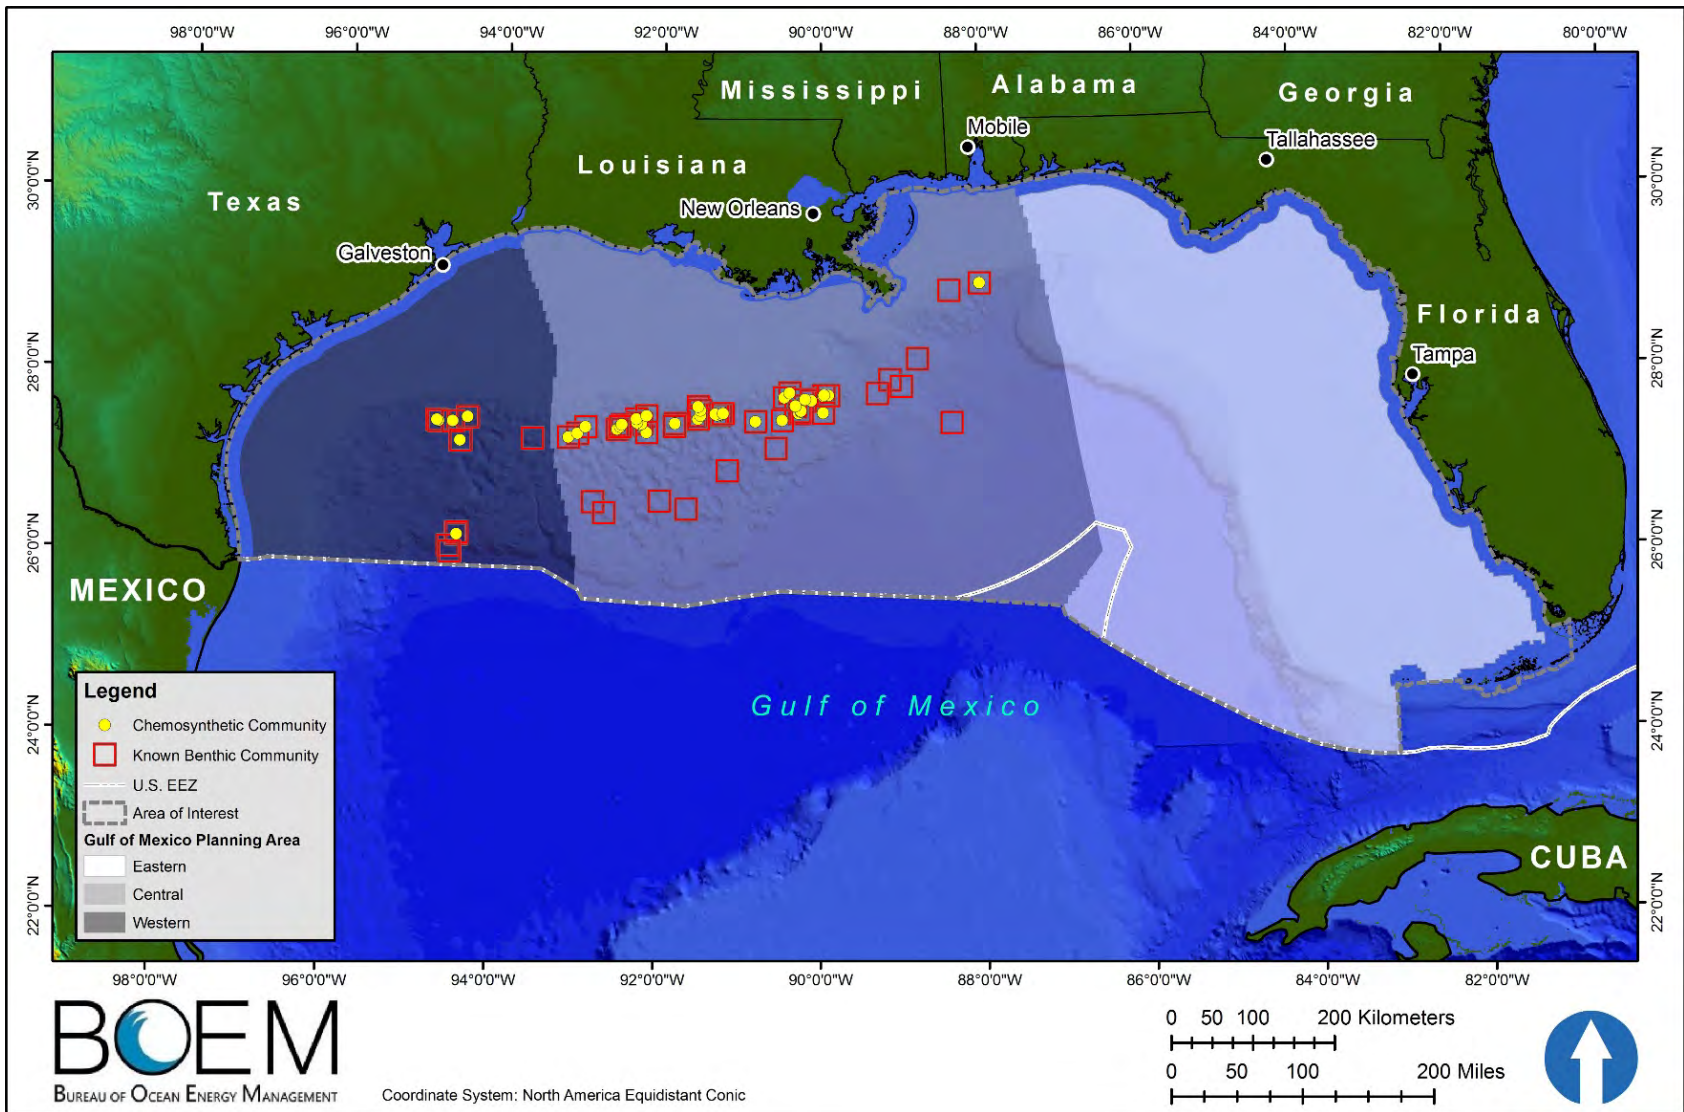 98°0'0"W 96°0'0"W 94°0'0"W 92°0'0"W 90°0'0"W 88°0'0"W 86°0'0"W 84°0'0"W 82°0'0"W 80°0'0"W
Mississippi
Alabama
Georgia
Mobile
Tallahassee
Louisiana
Texas
New Orleans
Galveston
Florida
Tampa
30°0'0"N 30°0'0"N
28°0'0"N 28°0'0"N
26°0'0"N 26°0'0"N
24°0'0"N 24°0'0"N
22°0'0"N 22°0'0"N
MEXICO
Gulf of Mexico
CUBA
Legend
Chemosynthetic Community
Known Benthic Community
U.S. EEZ
Area of Interest
Gulf of Mexico Planning Area
Eastern
Central
Western
98°0'0"W 96°0'0"W 94°0'0"W 92°0'0"W 90°0'0"W 88°0'0"W 86°0'0"W 84°0'0"W 82°0'0"W
BOEM
BUREAU OF OCEAN ENERGY MANAGEMENT
Coordinate System: North America Equidistant Conic
0 50 100 200 Kilometers
0 50 100 200 Miles